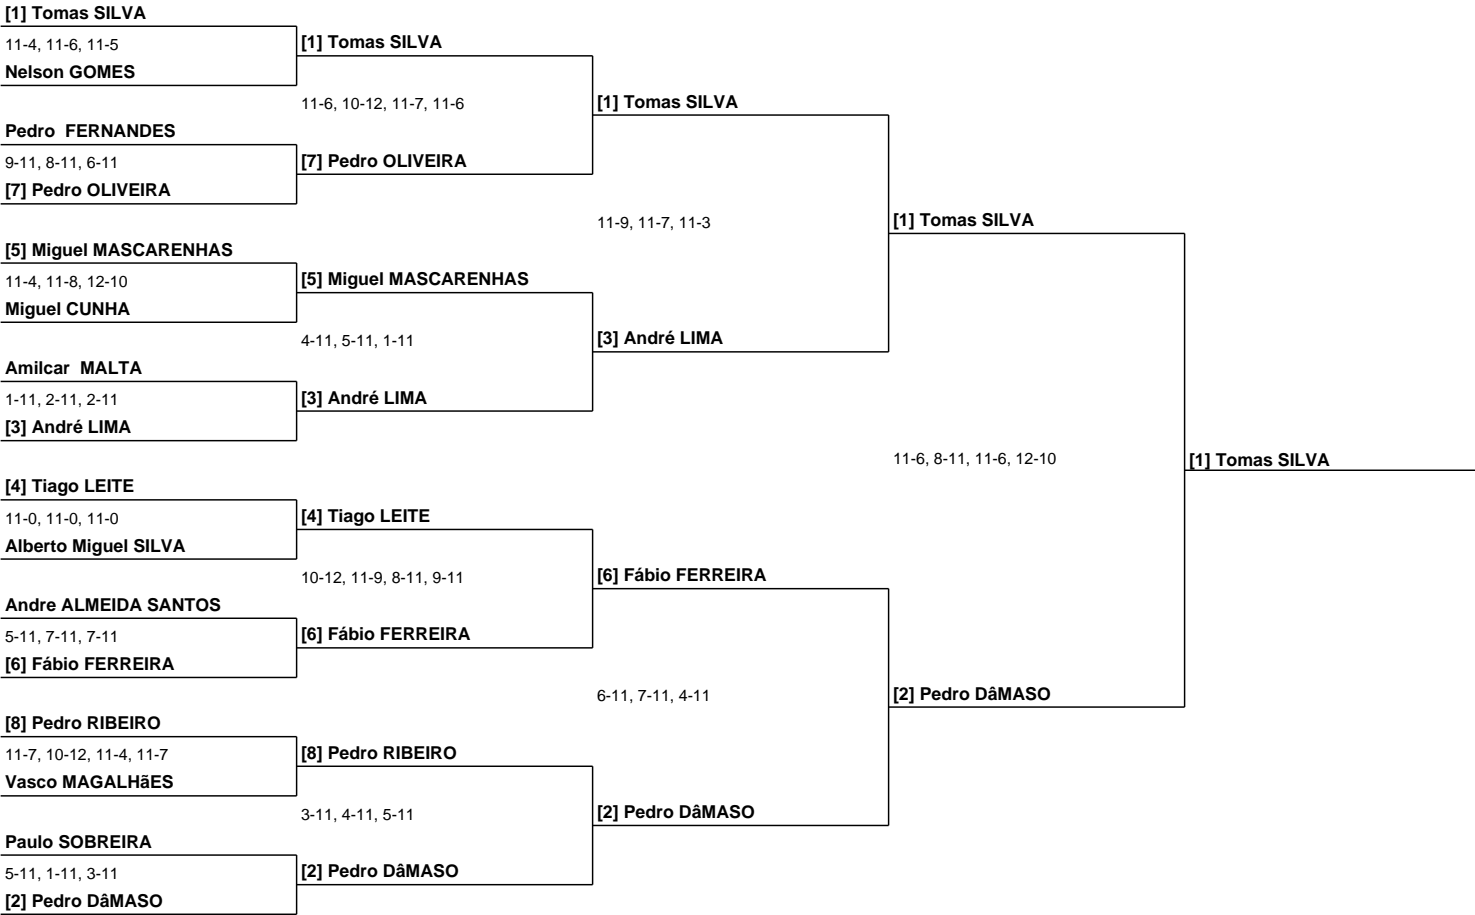 [1] Tomas SILVA
11-4, 11-6, 11-5
Nelson GOMES
Pedro  FERNANDES
9-11, 8-11, 6-11
[7] Pedro OLIVEIRA
[5] Miguel MASCARENHAS
11-4, 11-8, 12-10
Miguel CUNHA
Amilcar  MALTA
1-11, 2-11, 2-11
[3] André LIMA
[4] Tiago LEITE
11-0, 11-0, 11-0
Alberto Miguel SILVA
Andre ALMEIDA SANTOS
5-11, 7-11, 7-11
[6] Fábio FERREIRA
[8] Pedro RIBEIRO
11-7, 10-12, 11-4, 11-7
Vasco MAGALHãES
Paulo SOBREIRA
5-11, 1-11, 3-11
[2] Pedro DâMASO
[1] Tomas SILVA
11-6, 10-12, 11-7, 11-6
[7] Pedro OLIVEIRA
[5] Miguel MASCARENHAS
4-11, 5-11, 1-11
[3] André LIMA
[4] Tiago LEITE
10-12, 11-9, 8-11, 9-11
[6] Fábio FERREIRA
[8] Pedro RIBEIRO
3-11, 4-11, 5-11
[2] Pedro DâMASO
[1] Tomas SILVA
11-9, 11-7, 11-3
[3] André LIMA
[6] Fábio FERREIRA
6-11, 7-11, 4-11
[2] Pedro DâMASO
[1] Tomas SILVA
11-6, 8-11, 11-6, 12-10
[2] Pedro DâMASO
[1] Tomas SILVA